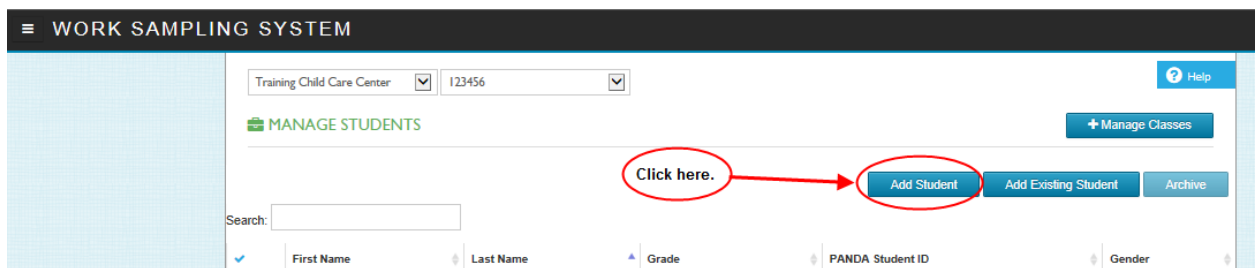 ≡ WORK SAMPLING SYSTEM
Training Child Care Center 123456
? Help
MANAGE STUDENTS
+ Manage Classes
Click here.
Add Student Add Existing Student Archive
Search:
First Name Last Name Grade PANDA Student ID Gender